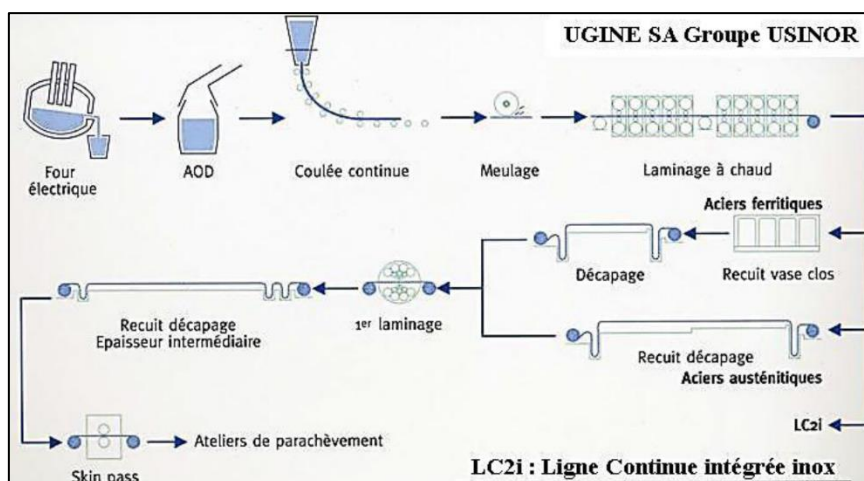 UGINE SA Groupe USINOR
Four
électrique
AOD
Coulée continue
Meulage
Laminage à chaud
Aciers ferritiques
Décapage
Recuit vase clos
Recuit décapage
Epaisseur intermédiaire
1er laminage
Recuit décapage
Aciers austénitiques
LC2i
Skin pass
Ateliers de parachèvement
LC2i : Ligne Continue intégrée inox